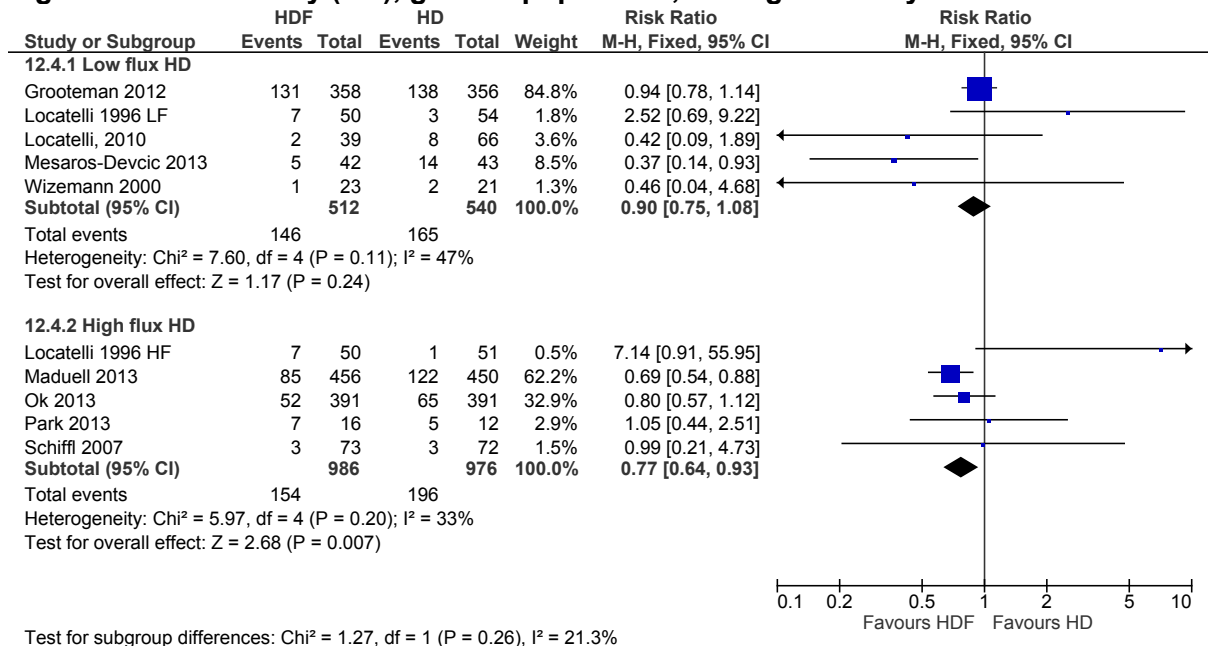 HDF HD Risk Ratio Risk Ratio
Study or Subgroup Events Total Events Total Weight M-H, Fixed, 95% CI M-H, Fixed, 95% CI
12.4.1 Low flux HD
Grooteman 2012 131 358 138 356 84.8% 0.94 [0.78, 1.14]
Locatelli 1996 LF 7 50 3 54 1.8% 2.52 [0.69, 9.22]
Locatelli, 2010 2 39 8 66 3.6% 0.42 [0.09, 1.89]
Mesaros-Devcic 2013 5 42 14 43 8.5% 0.37 [0.14, 0.93]
Wizemann 2000 1 23 2 21 1.3% 0.46 [0.04, 4.68]
Subtotal (95% CI) 512 540 100.0% 0.90 [0.75, 1.08]
Total events 146 165
Heterogeneity: Chi² = 7.60, df = 4 (P = 0.11); I² = 47%
Test for overall effect: Z = 1.17 (P = 0.24)
12.4.2 High flux HD
Locatelli 1996 HF 7 50 1 51 0.5% 7.14 [0.91, 55.95]
Maduell 2013 85 456 122 450 62.2% 0.69 [0.54, 0.88]
Ok 2013 52 391 65 391 32.9% 0.80 [0.57, 1.12]
Park 2013 7 16 5 12 2.9% 1.05 [0.44, 2.51]
Schiffl 2007 3 73 3 72 1.5% 0.99 [0.21, 4.73]
Subtotal (95% CI) 986 976 100.0% 0.77 [0.64, 0.93]
Total events 154 196
Heterogeneity: Chi² = 5.97, df = 4 (P = 0.20); I² = 33%
Test for overall effect: Z = 2.68 (P = 0.007)
0.1 0.2 0.5 1 2 5 10
Favours HDF Favours HD
Test for subgroup differences: Chi² = 1.27, df = 1 (P = 0.26), I² = 21.3%